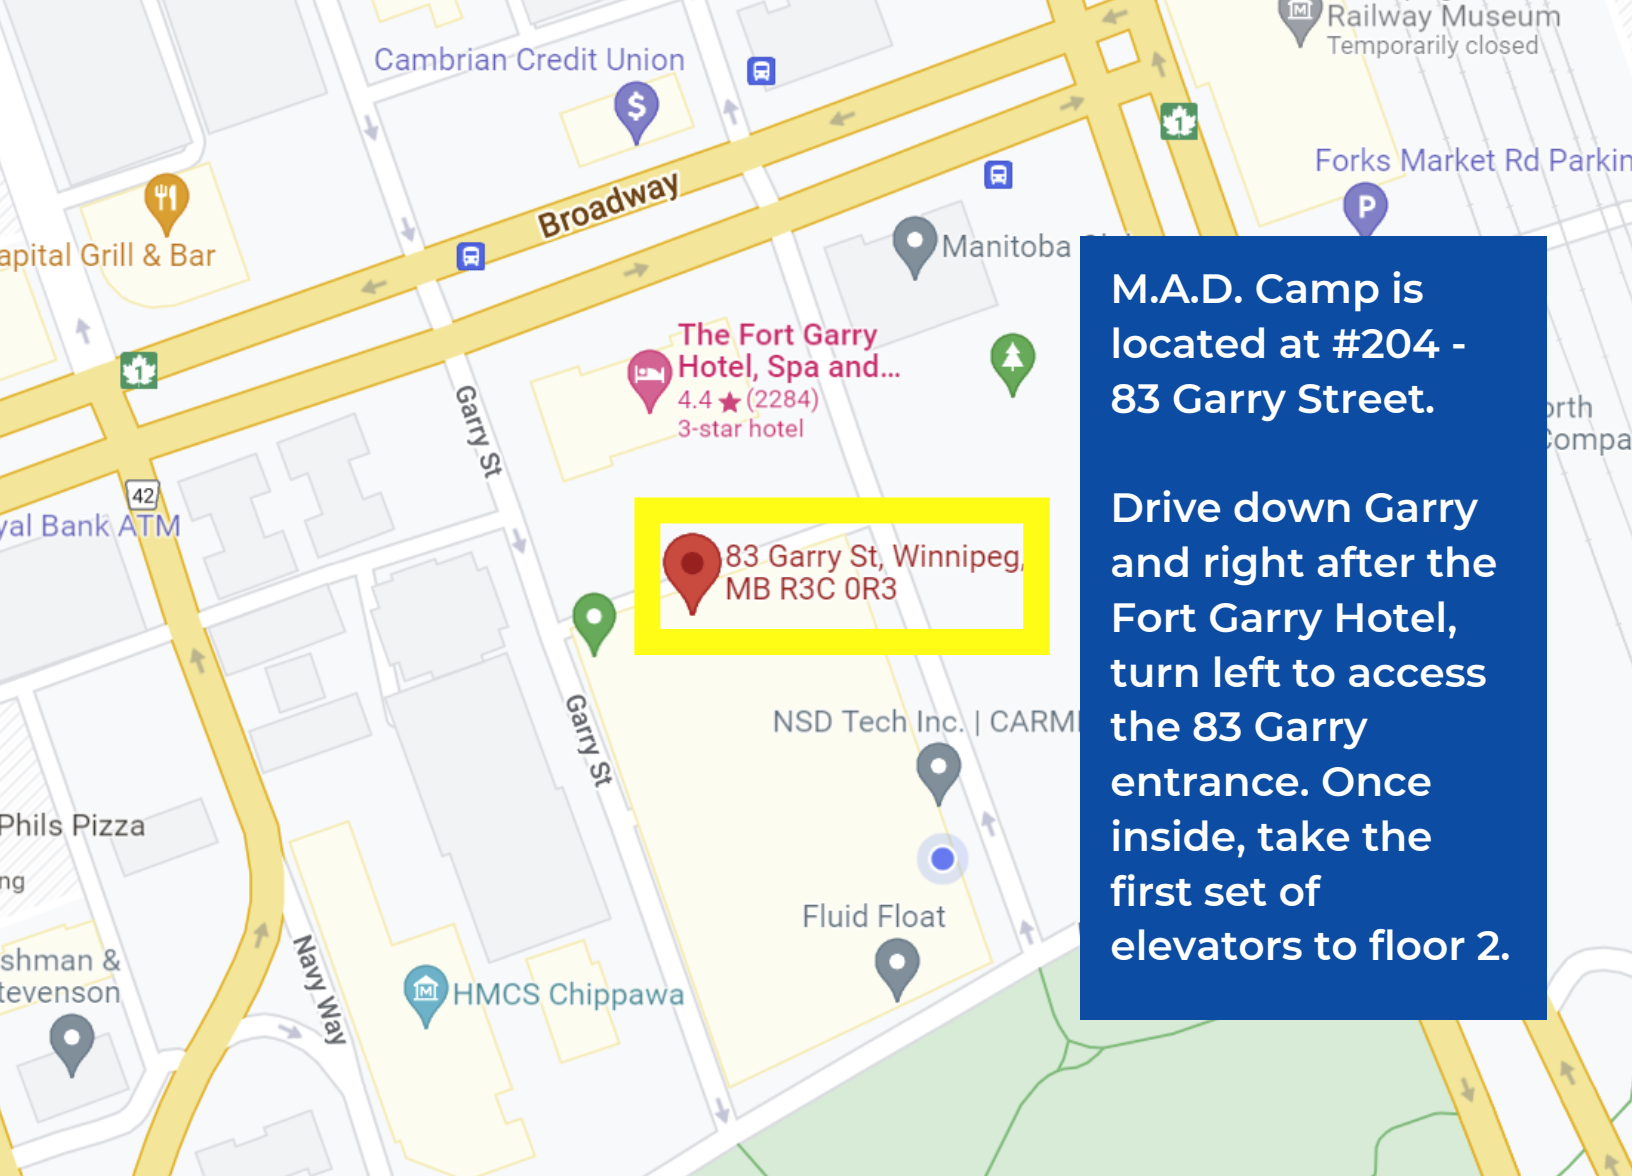 Railway Museum
Temporarily closed
Cambrian Credit Union
$
1
Forks Market Rd Parkin
P
Broadway
apital Grill & Bar
Manitoba
The Fort Garry
Hotel, Spa and...
4.4 ★ (2284)
3-star hotel
1
Garry St
42
yal Bank ATM
83 Garry St, Winnipeg,
MB R3C 0R3
orth
Compa
Garry St
NSD Tech Inc. | CARM
Phils Pizza
ng
Fluid Float
shman &
tevenson
Navy Way
HMCS Chippawa
M.A.D. Camp is
located at #204 -
83 Garry Street.
Drive down Garry
and right after the
Fort Garry Hotel,
turn left to access
the 83 Garry
entrance. Once
inside, take the
first set of
elevators to floor 2.